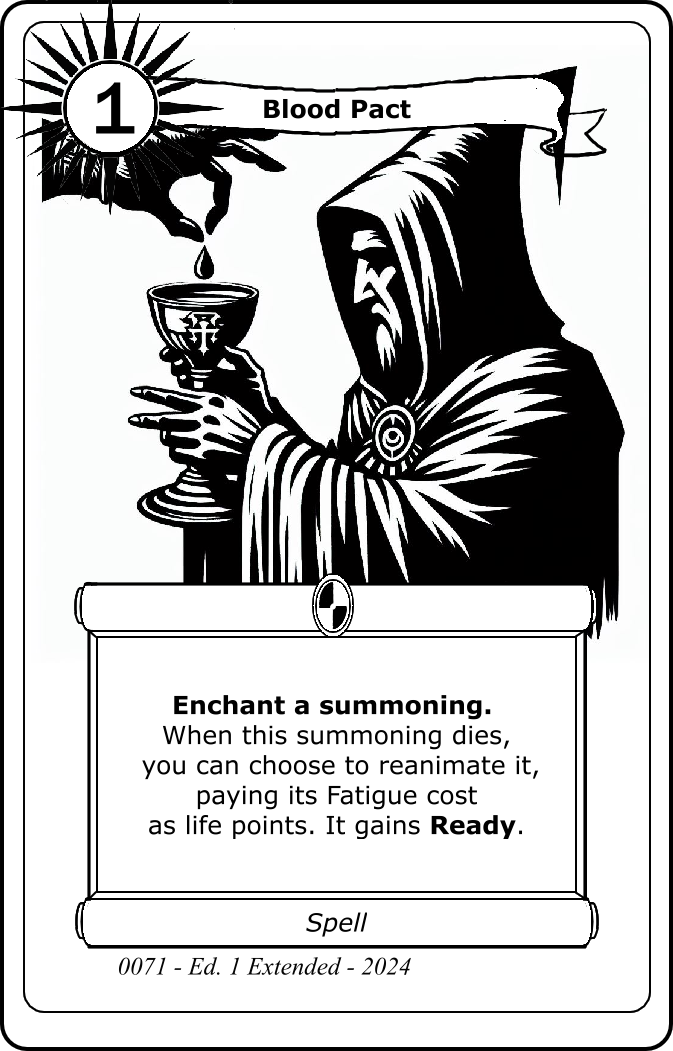 1
Blood Pact
Enchant a summoning.
When this summoning dies,
you can choose to reanimate it,
paying its Fatigue cost
as life points. It gains Ready.
Spell
0071 - Ed. 1 Extended - 2024